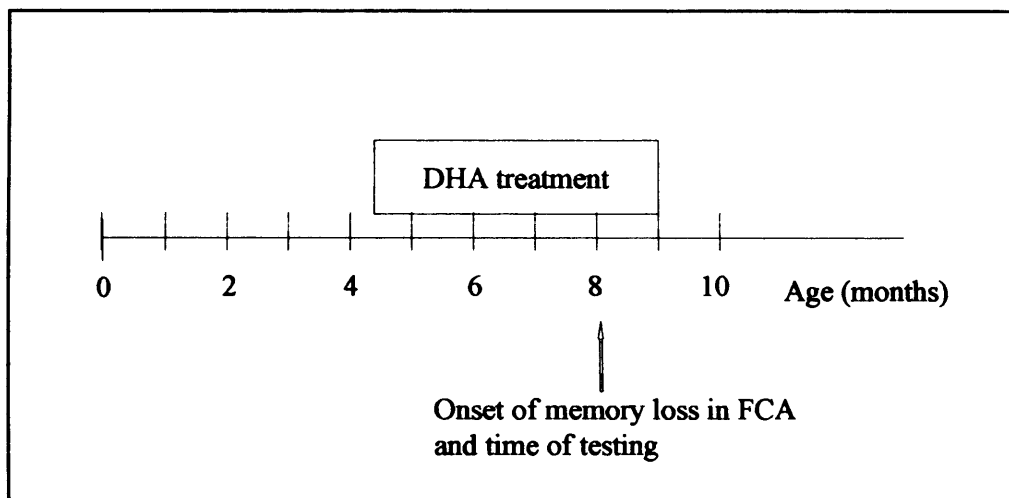 DHA treatment
0 2 4 6 8 10 Age (months)
Onset of memory loss in FCA
and time of testing